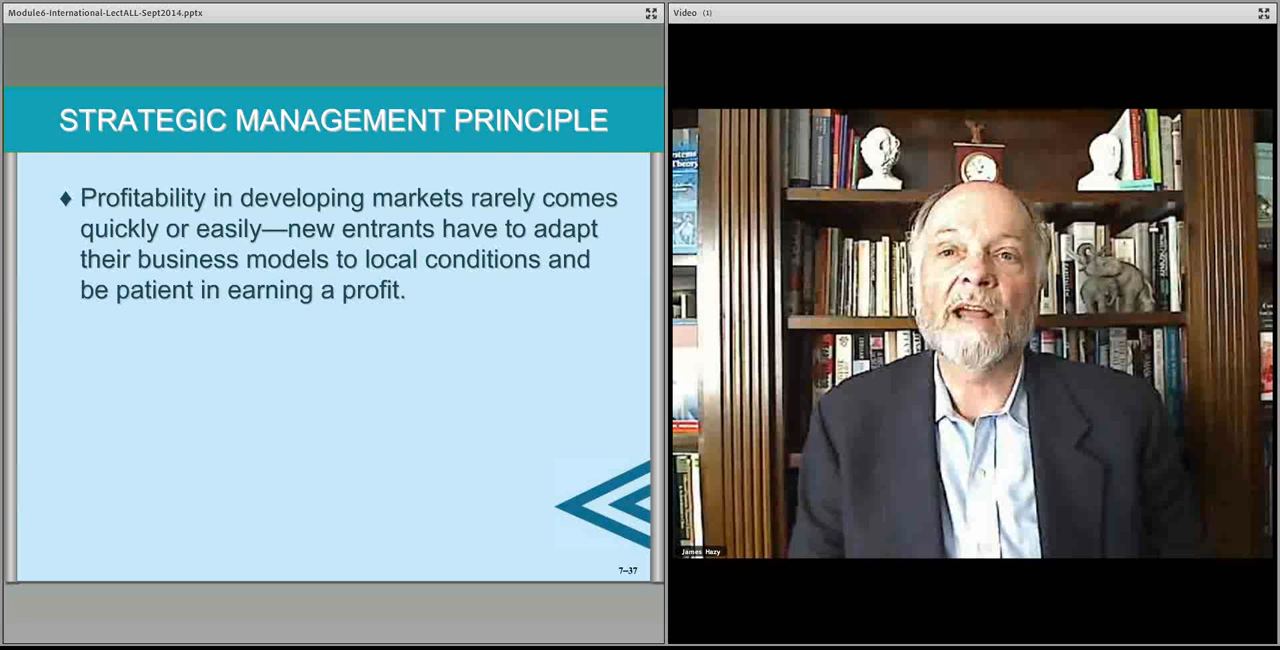 Module6-International-LectALL-Sept2014.pptx
STRATEGIC MANAGEMENT PRINCIPLE
♦ Profitability in developing markets rarely comes
quickly or easily—new entrants have to adapt
their business models to local conditions and
be patient in earning a profit.
7–37
Video (1)
Theory
James Hazy